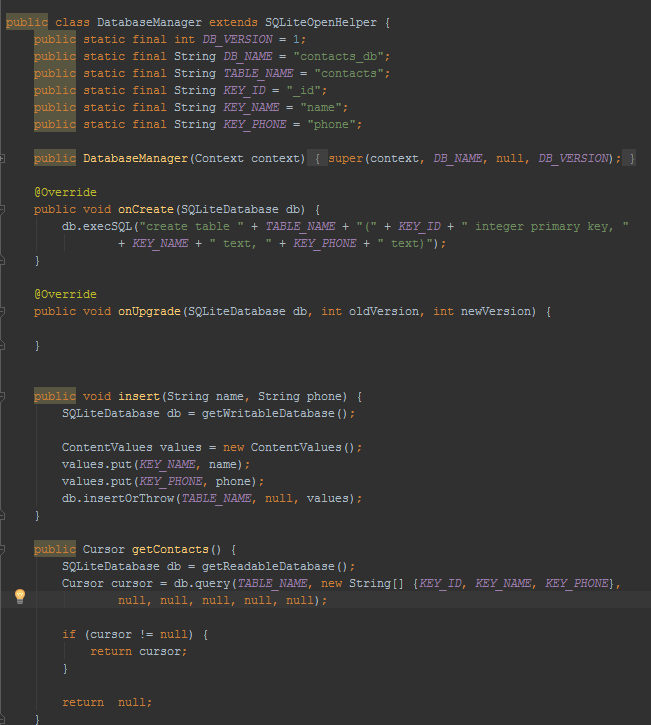 public class DatabaseManager extends SQLiteOpenHelper {
    public static final int DB_VERSION = 1;
    public static final String DB_NAME = "contacts_db";
    public static final String TABLE_NAME = "contacts";
    public static final String KEY_ID = "_id";
    public static final String KEY_NAME = "name";
    public static final String KEY_PHONE = "phone";

    public DatabaseManager(Context context) { super(context, DB_NAME, null, DB_VERSION); }

    @Override
    public void onCreate(SQLiteDatabase db) {
        db.execSQL("create table " + TABLE_NAME + "(" + KEY_ID + " integer primary key, "
                + KEY_NAME + " text, " + KEY_PHONE + " text)");
    }

    @Override
    public void onUpgrade(SQLiteDatabase db, int oldVersion, int newVersion) {

    }


    public void insert(String name, String phone) {
        SQLiteDatabase db = getWritableDatabase();

        ContentValues values = new ContentValues();
        values.put(KEY_NAME, name);
        values.put(KEY_PHONE, phone);
        db.insertOrThrow(TABLE_NAME, null, values);
    }

    public Cursor getContacts() {
        SQLiteDatabase db = getReadableDatabase();
        Cursor cursor = db.query(TABLE_NAME, new String[] {KEY_ID, KEY_NAME, KEY_PHONE},
                null, null, null, null, null);

        if (cursor != null) {
            return cursor;
        }

        return  null;
    }